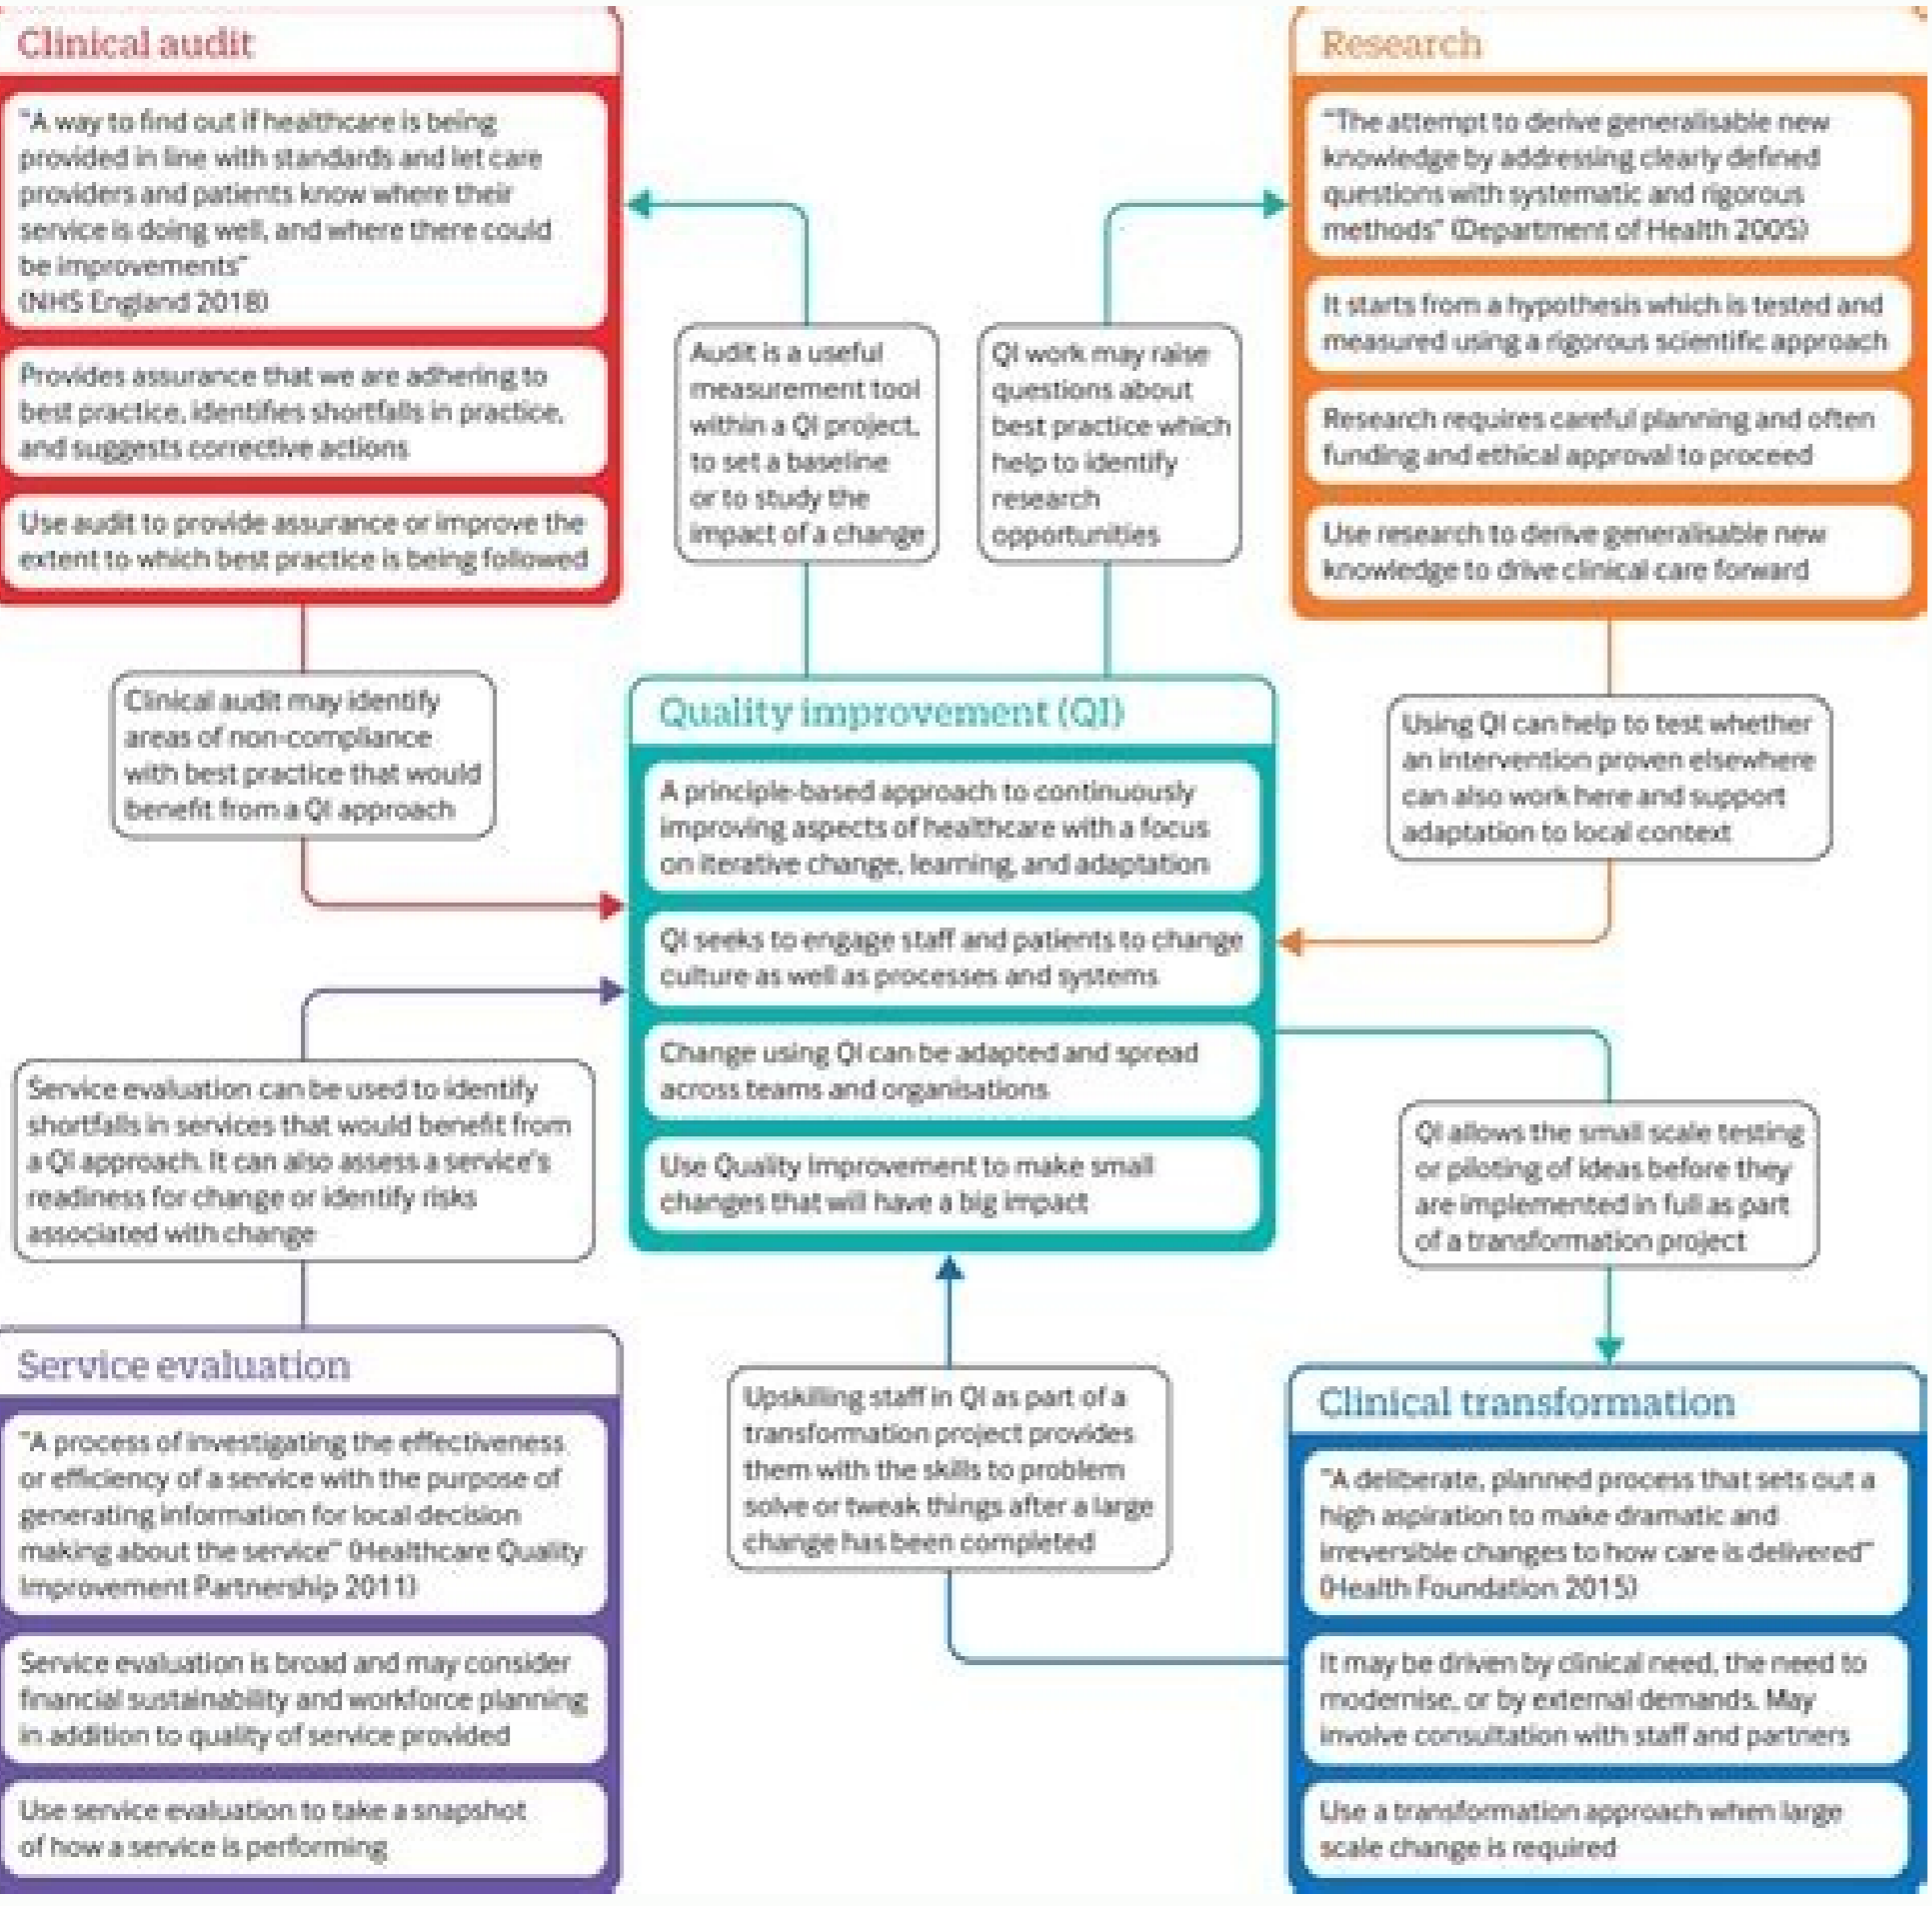 Clinical audit
"A way to find out if healthcare is being
provided in line with standards and let care
providers and patients know where their
service is doing well, and where there could
be improvements"
(NHS England 2018)
Provides assurance that we are adhering to
best practice, identifies shortfalls in practice,
and suggests corrective actions
Use audit to provide assurance or improve the
extent to which best practice is being followed
Research
"The attempt to derive generalisable new
knowledge by addressing clearly defined
questions with systematic and rigorous
methods" (Department of Health 2005)
It starts from a hypothesis which is tested and
measured using a rigorous scientific approach
Research requires careful planning and often
funding and ethical approval to proceed
Use research to derive generalisable new
knowledge to drive clinical care forward
Audit is a useful
measurement tool
within a QI project,
to set a baseline
or to study the
impact of a change
QI work may raise
questions about
best practice which
help to identify
research
opportunities
Clinical audit may identify
areas of non-compliance
with best practice that would
benefit from a QI approach
Quality improvement (QI)
A principle-based approach to continuously
improving aspects of healthcare with a focus
on iterative change, learning, and adaptation
QI seeks to engage staff and patients to change
culture as well as processes and systems
Change using QI can be adapted and spread
across teams and organisations
Use Quality Improvement to make small
changes that will have a big impact
Using QI can help to test whether
an intervention proven elsewhere
can also work here and support
adaptation to local context
Service evaluation can be used to identify
shortfalls in services that would benefit from
a QI approach. It can also assess a service's
readiness for change or identify risks
associated with change
QI allows the small scale testing
or piloting of ideas before they
are implemented in full as part
of a transformation project
Service evaluation
"A process of investigating the effectiveness
or efficiency of a service with the purpose of
generating information for local decision
making about the service" (Healthcare Quality
Improvement Partnership 2011)
Service evaluation is broad and may consider
financial sustainability and workforce planning
in addition to quality of service provided
Use service evaluation to take a snapshot
of how a service is performing
Upskilling staff in QI as part of a
transformation project provides
them with the skills to problem
solve or tweak things after a large
change has been completed
Clinical transformation
"A deliberate, planned process that sets out a
high aspiration to make dramatic and
irreversible changes to how care is delivered"
(Health Foundation 2015)
It may be driven by clinical need, the need to
modernise, or by external demands. May
involve consultation with staff and partners
Use a transformation approach when large
scale change is required